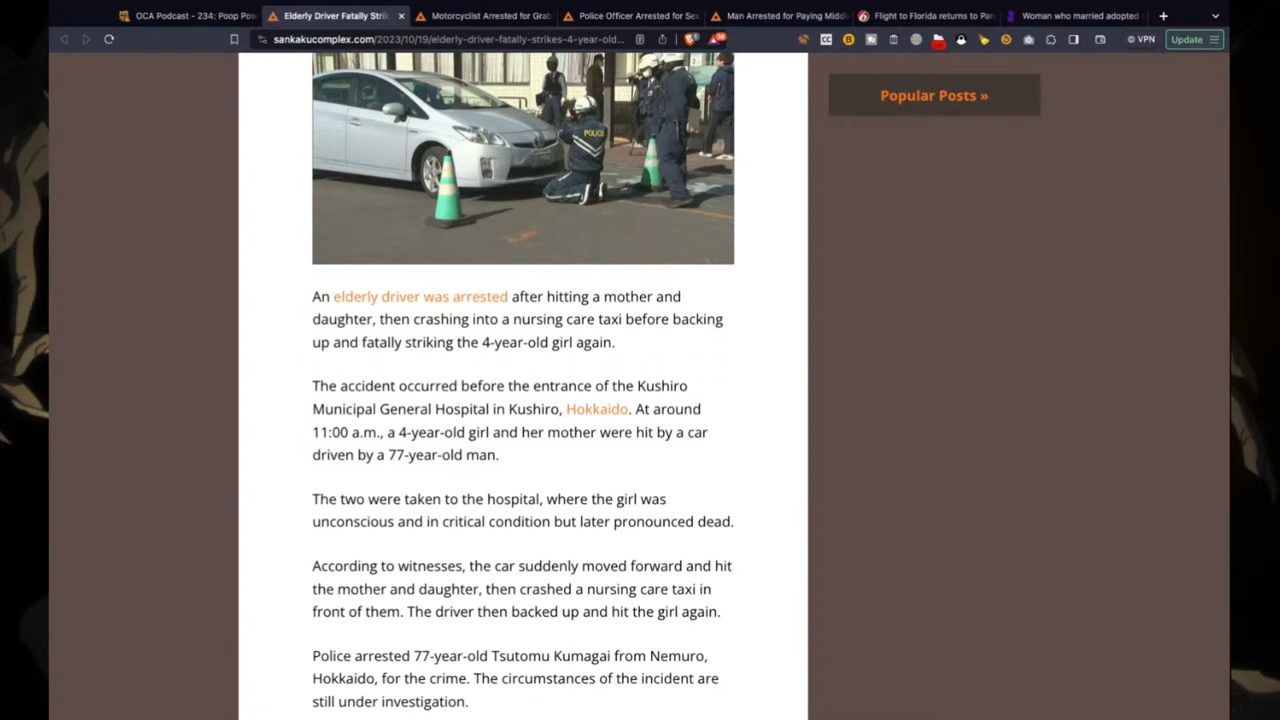 OCA Podcast - 234: Poop Pow
Elderly Driver Fatally Strik
Motorcyclist Arrested for Grab
Police Officer Arrested for Sex
Man Arrested for Paying Middl
Flight to Florida returns to Par
Woman who married adopted s
sankakucomplex.com/2023/10/19/elderly-driver-fatally-strikes-4-year-old...
VPN
Update
Popular Posts »
POLICE
An elderly driver was arrested after hitting a mother and
daughter, then crashing into a nursing care taxi before backing
up and fatally striking the 4-year-old girl again.
The accident occurred before the entrance of the Kushiro
Municipal General Hospital in Kushiro, Hokkaido. At around
11:00 a.m., a 4-year-old girl and her mother were hit by a car
driven by a 77-year-old man.
The two were taken to the hospital, where the girl was
unconscious and in critical condition but later pronounced dead.
According to witnesses, the car suddenly moved forward and hit
the mother and daughter, then crashed a nursing care taxi in
front of them. The driver then backed up and hit the girl again.
Police arrested 77-year-old Tsutomu Kumagai from Nemuro,
Hokkaido, for the crime. The circumstances of the incident are
still under investigation.